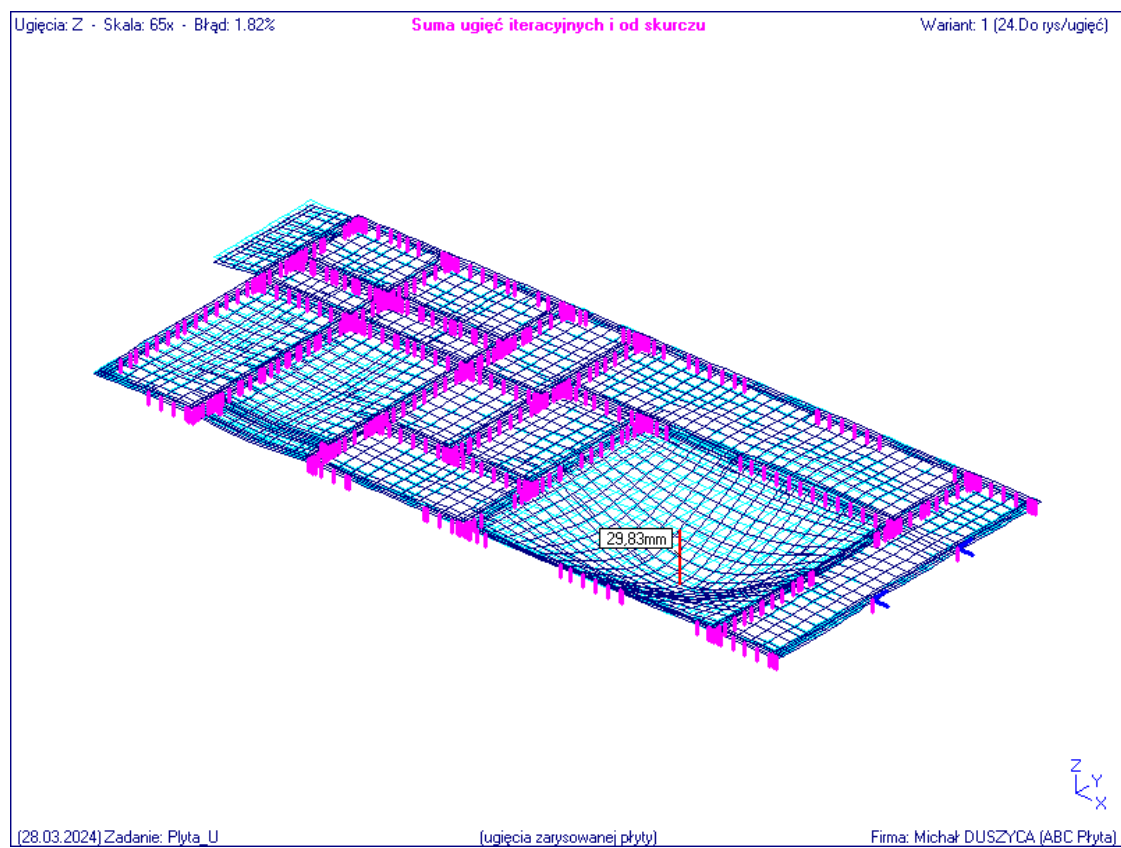 Ugięcia: Z - Skala: 65x - Błąd: 1.82%
Suma ugięć iteracyjnych i od skurczu
Wariant: 1 (24.Do rys/ugięć)
29,83mm
Z
Y
X
(28.03.2024) Zadanie: Plyta_U
(ugięcia zarysowanej płyty)
Firma: Michał DUSZYCA (ABC Płyta)